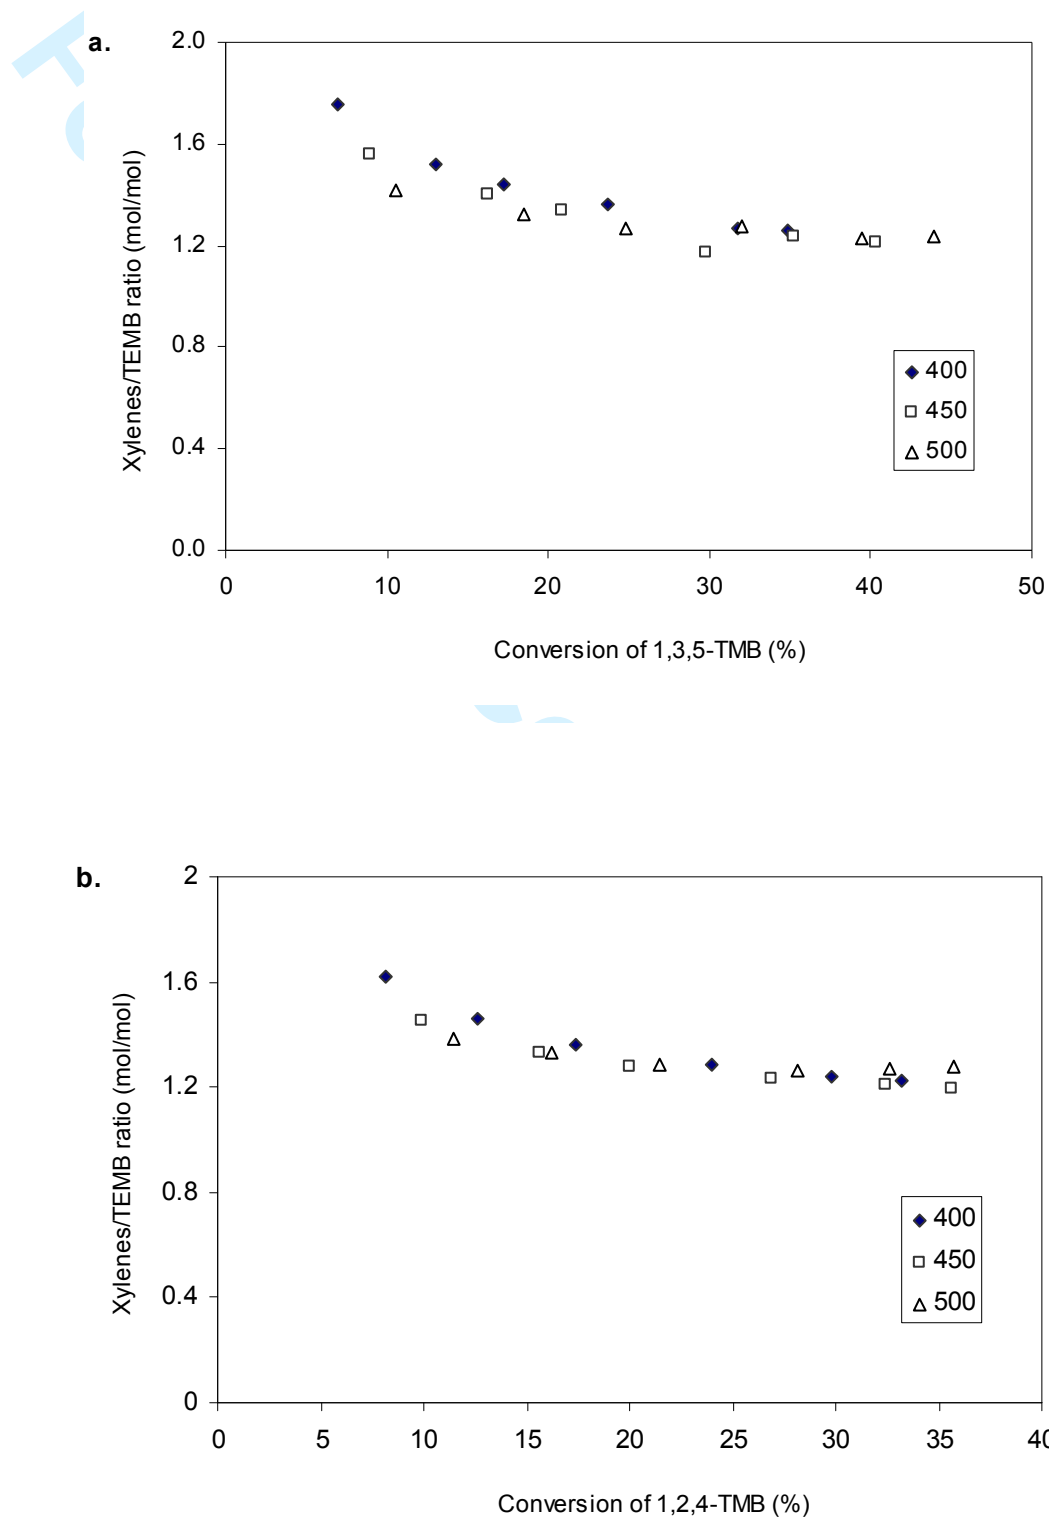 a.
2.0
1.6
1.2
0.8
0.4
0.0
0 10 20 30 40 50
Xylenes/TEMB ratio (mol/mol)
400
450
500
Conversion of 1,3,5-TMB (%)
b.
2
1.6
1.2
0.8
0.4
0
0 5 10 15 20 25 30 35 40
Xylenes/TEMB ratio (mol/mol)
400
450
500
Conversion of 1,2,4-TMB (%)